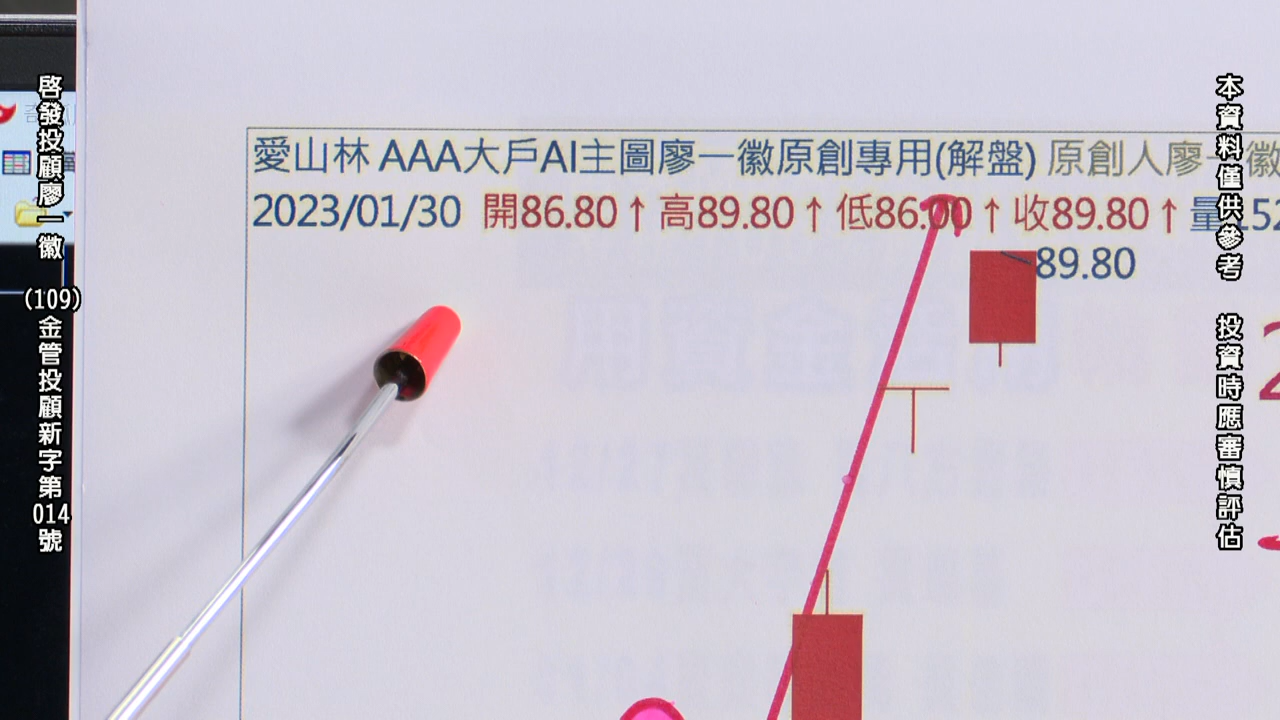 啓發投顧廖一徽
(109)金管投顧新字第014號
愛山林 AAA大戶AI主圖廖一徽原創專用(解盤) 原創人廖一徽
2023/01/30 開86.80↑ 高89.80↑ 低86.00↑ 收89.80↑ 量152
89.80
本資料僅供參考 投資時應審慎評估